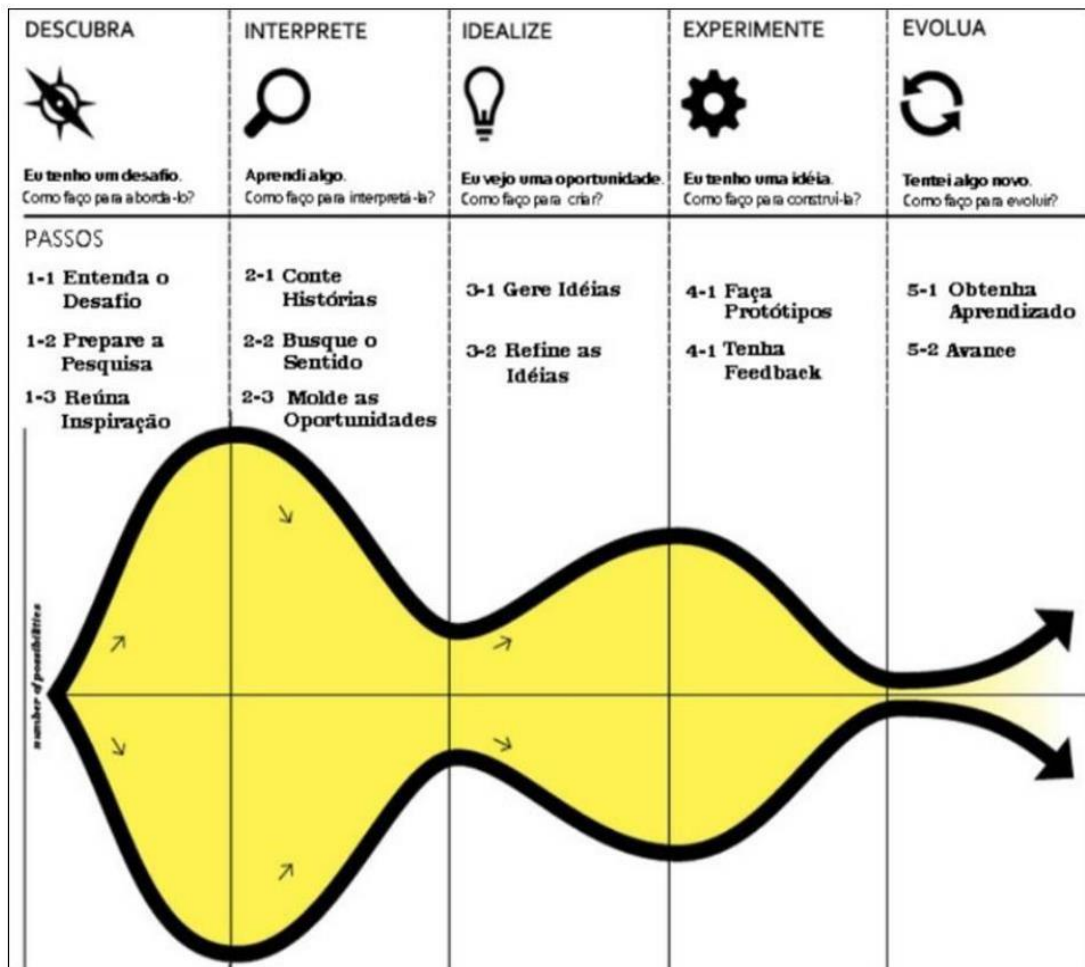 DESCUBRA
Eu tenho um desafio.
Como faço para aborda-lo?
INTERPRETE
Aprendi algo.
Como faço para interpretá-la?
IDEALIZE
Eu vejo uma oportunidade.
Como faço para criar?
EXPERIMENTE
Eu tenho uma idéia.
Como faço para construi-la?
EVOLUA
Tentei algo novo.
Como faço para evoluir?
PASSOS
1-1 Entenda o
Desafio
1-2 Prepare a
Pesquisa
1-3 Reúna
Inspiração
2-1 Conte
Histórias
2-2 Busque o
Sentido
2-3 Molde as
Oportunidades
3-1 Gere Idéias
3-2 Refine as
Idéias
4-1 Faça
Protótipos
4-1 Tenha
Feedback
5-1 Obtenha
Aprendizado
5-2 Avance
number of possibilities